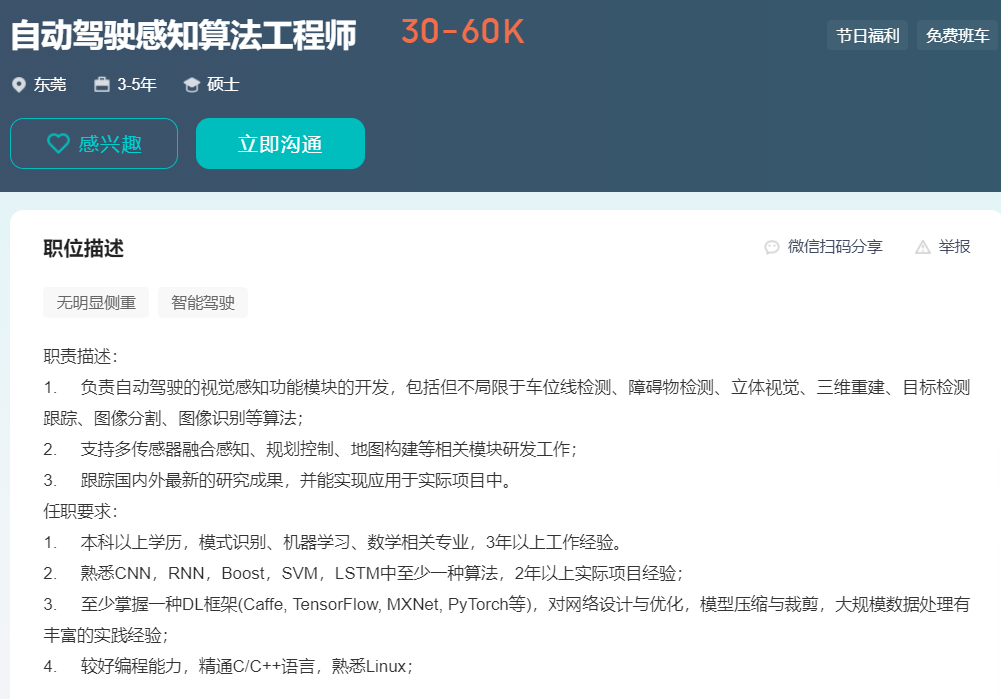 自动驾驶感知算法工程师 30-60K 节日福利 免费班车
东莞 3-5年 硕士
感兴趣 立即沟通
职位描述 微信扫码分享 举报
无明显侧重 智能驾驶
职责描述：
1. 负责自动驾驶的视觉感知功能模块的开发，包括但不局限于车位线检测、障碍物检测、立体视觉、三维重建、目标检测
跟踪、图像分割、图像识别等算法；
2. 支持多传感器融合感知、规划控制、地图构建等相关模块研发工作；
3. 跟踪国内外最新的研究成果，并能实现应用于实际项目中。
任职要求：
1. 本科以上学历，模式识别、机器学习、数学相关专业，3年以上工作经验。
2. 熟悉CNN，RNN，Boost，SVM，LSTM中至少一种算法，2年以上实际项目经验；
3. 至少掌握一种DL框架(Caffe, TensorFlow, MXNet, PyTorch等)，对网络设计与优化，模型压缩与裁剪，大规模数据处理有
丰富的实践经验；
4. 较好编程能力，精通C/C++语言，熟悉Linux；